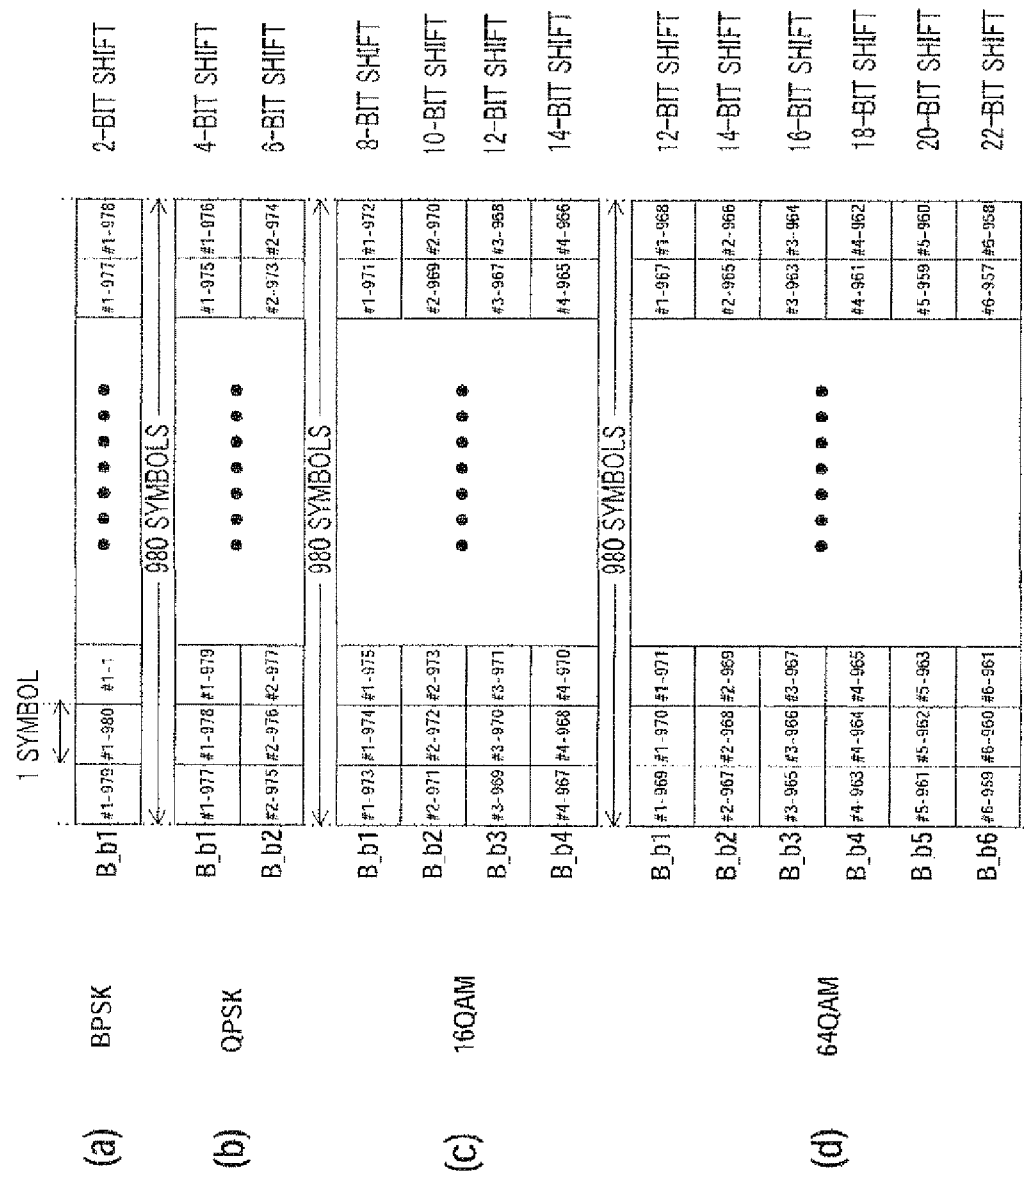 1 SYMBOL
(a) BPSK B_b1 #1-979 #1-980 #1-1 #1-977 #1-978 2-BIT SHIFT
980 SYMBOLS
(b) QPSK
B_b1 #1-977 #1-978 #1-979 #1-975 #1-976 4-BIT SHIFT
B_b2 #2-975 #2-976 #2-977 #2-973 #2-974 6-BIT SHIFT
980 SYMBOLS
(c) 16QAM
B_b1 #1-973 #1-974 #1-975 #1-971 #1-972 8-BIT SHIFT
B_b2 #2-971 #2-972 #2-973 #2-969 #2-970 10-BIT SHIFT
B_b3 #3-969 #3-970 #3-971 #3-967 #3-968 12-BIT SHIFT
B_b4 #4-967 #4-968 #4-970 #4-965 #4-966 14-BIT SHIFT
980 SYMBOLS
(d) 64QAM
B_b1 #1-969 #1-970 #1-971 #1-967 #1-968 12-BIT SHIFT
B_b2 #2-967 #2-968 #2-969 #2-965 #2-966 14-BIT SHIFT
B_b3 #3-965 #3-966 #3-967 #3-963 #3-964 16-BIT SHIFT
B_b4 #4-963 #4-964 #4-965 #4-961 #4-962 18-BIT SHIFT
B_b5 #5-961 #5-962 #5-963 #5-959 #5-960 20-BIT SHIFT
B_b6 #6-959 #6-960 #6-961 #6-957 #6-958 22-BIT SHIFT